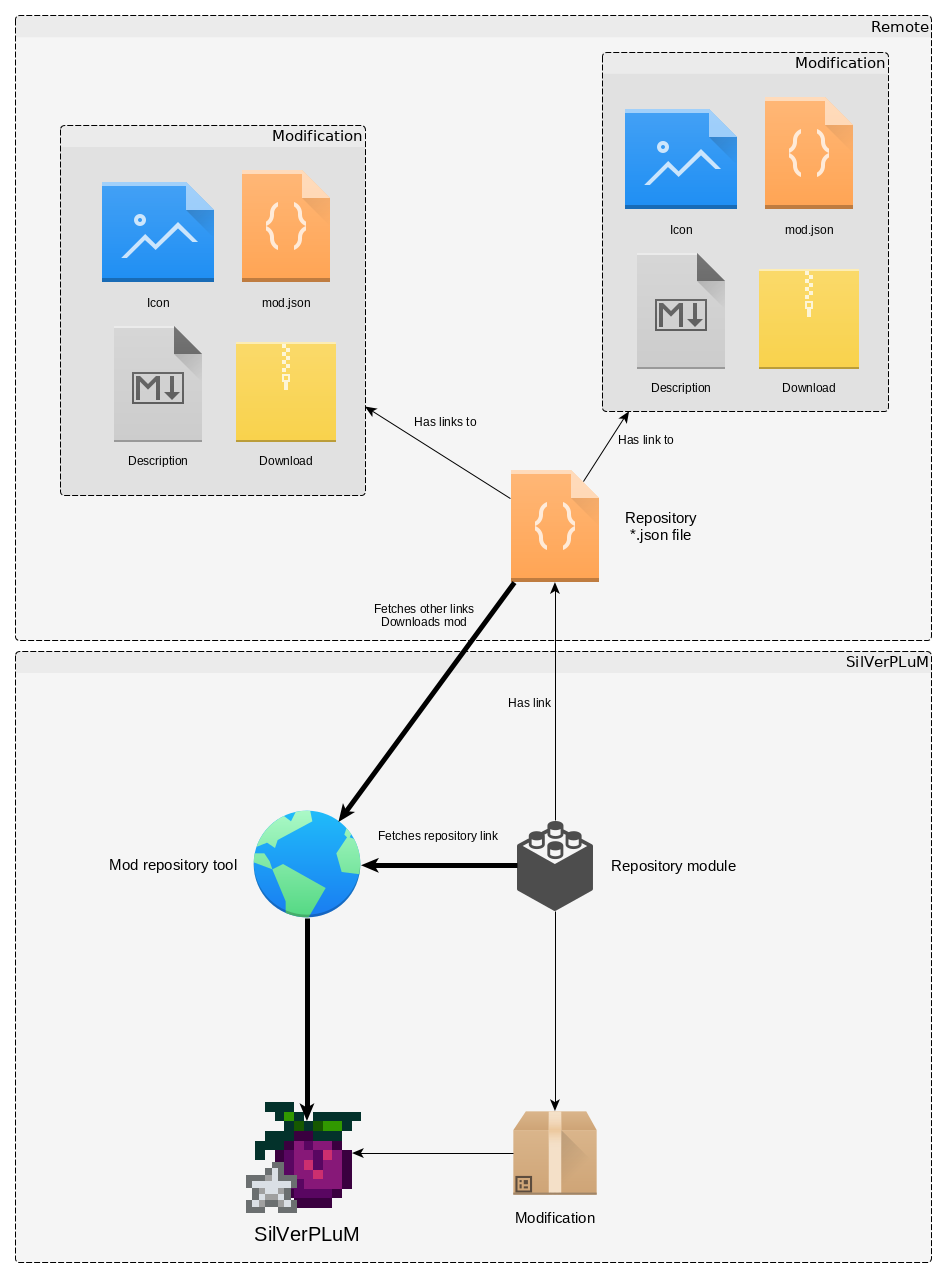 Remote
Modification
Icon
mod.json
Description
Download
Modification
Icon
mod.json
Description
Download
Has links to
Has link to
Repository
*.json file
Fetches other links
Downloads mod
SilVerPLuM
Has link
Fetches repository link
Mod repository tool
Repository module
SilVerPLuM
Modification